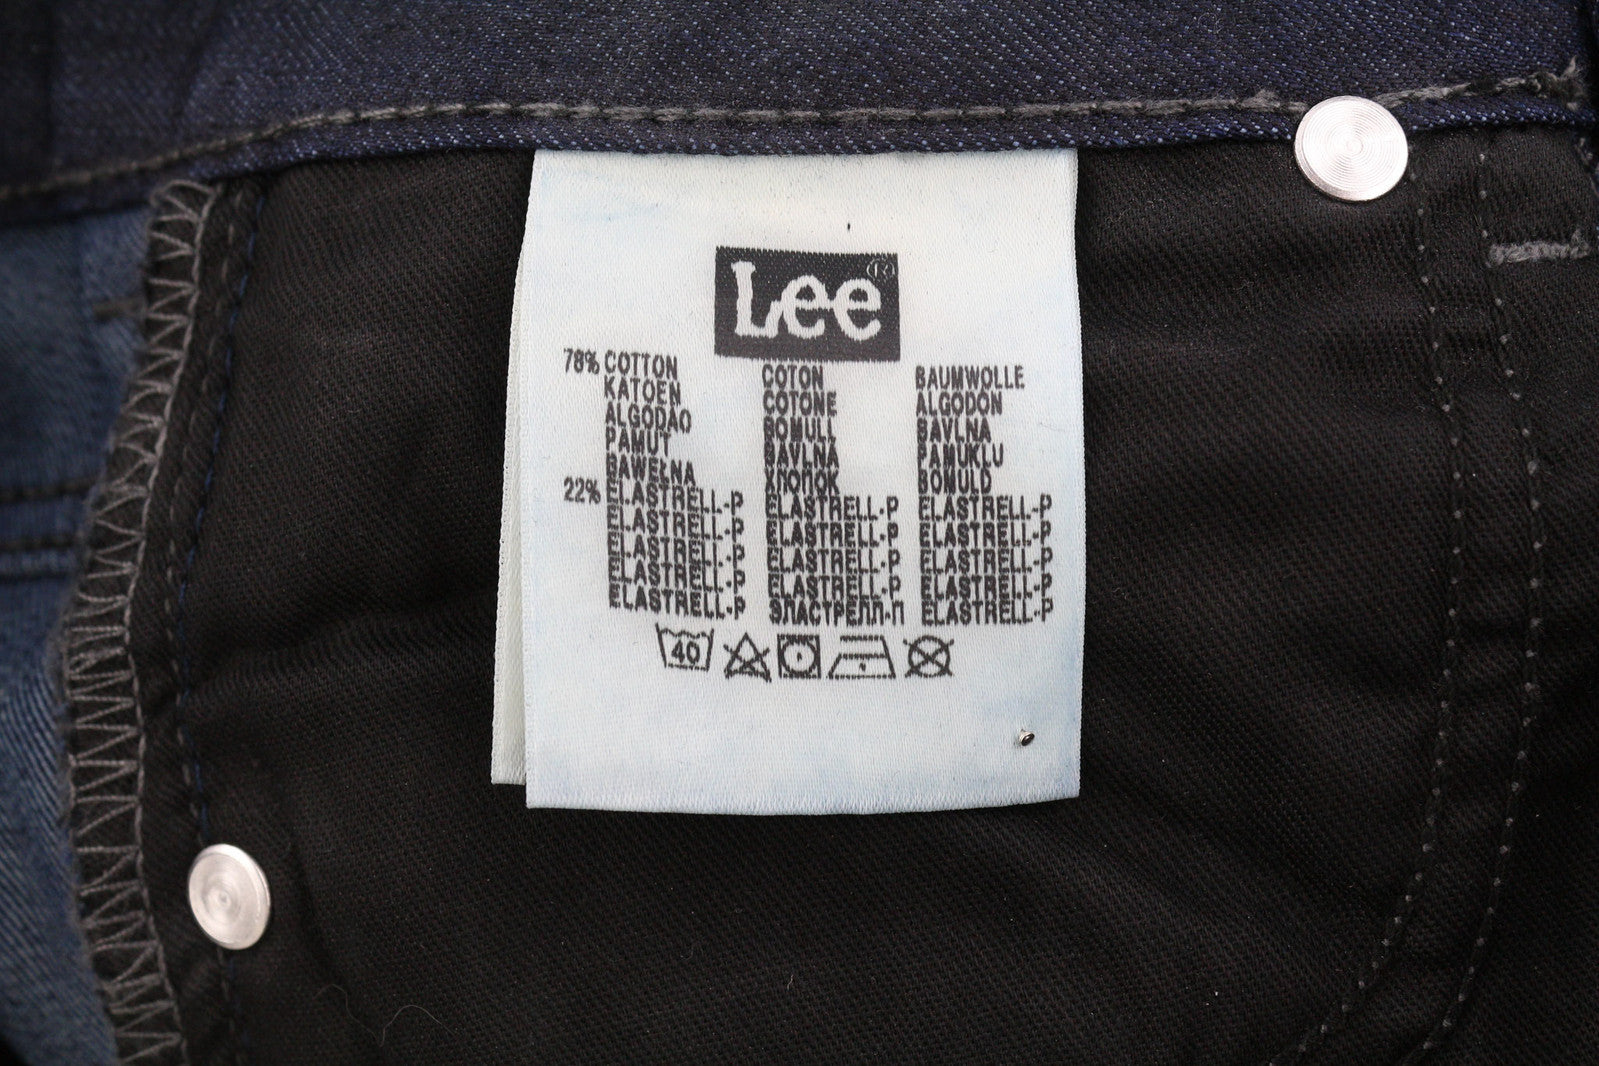 Lee®
78% COTTON COTON BAUMWOLLE
KATOEN COTONE ALGODÓN
ALGODÃO BOMULL BAVLNA
PAMUT BAVLNA PAMUKLU
BAWEŁNA ХЛОПОК BOMULD
22% ELASTRELL-P ELASTRELL-P ELASTRELL-P
ELASTRELL-P ELASTRELL-P ELASTRELL-P
ELASTRELL-P ELASTRELL-P ELASTRELL-P
ELASTRELL-P ELASTRELL-P ELASTRELL-P
ELASTRELL-P ЭЛАСТРЕЛЛ-П ELASTRELL-P
40